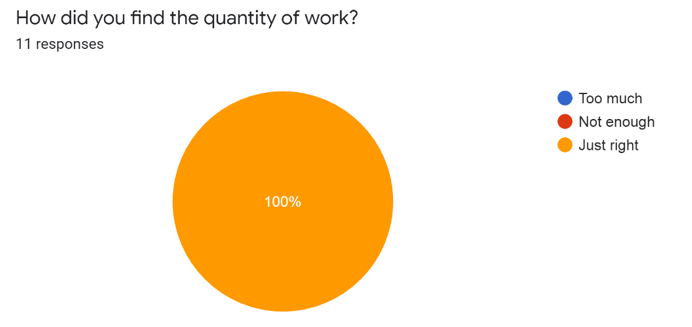 How did you find the quantity of work?
11 responses
Too much
Not enough
Just right
100%